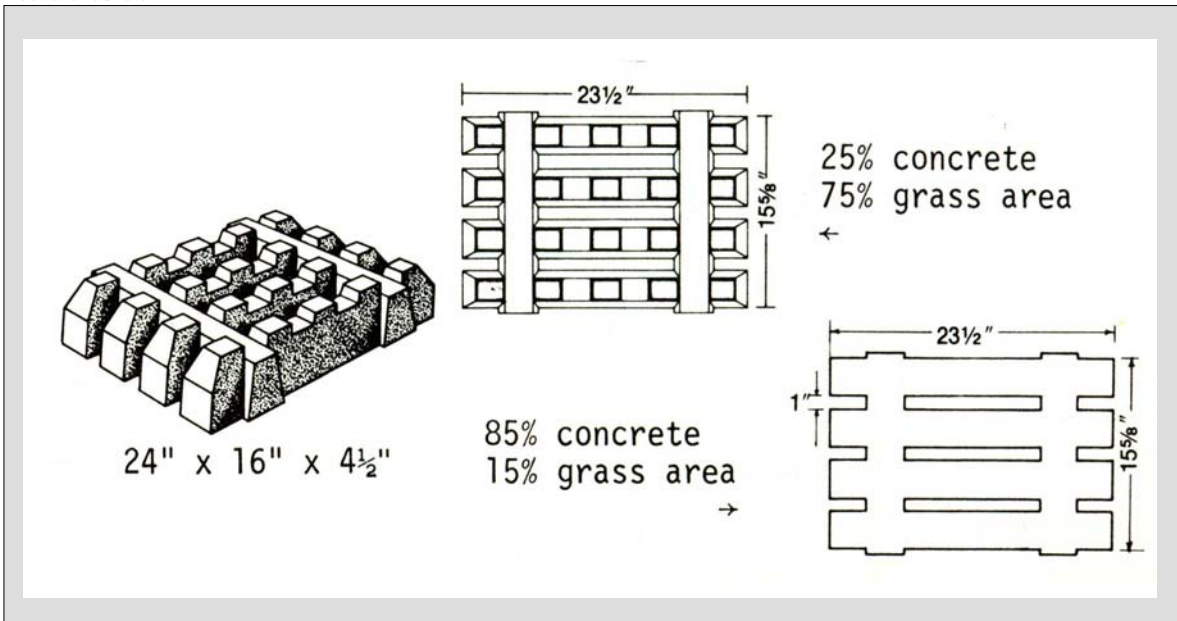 23½"
15⅝"
25% concrete
75% grass area
←
24" x 16" x 4½"
85% concrete
15% grass area
→
23½"
1"
15⅝"